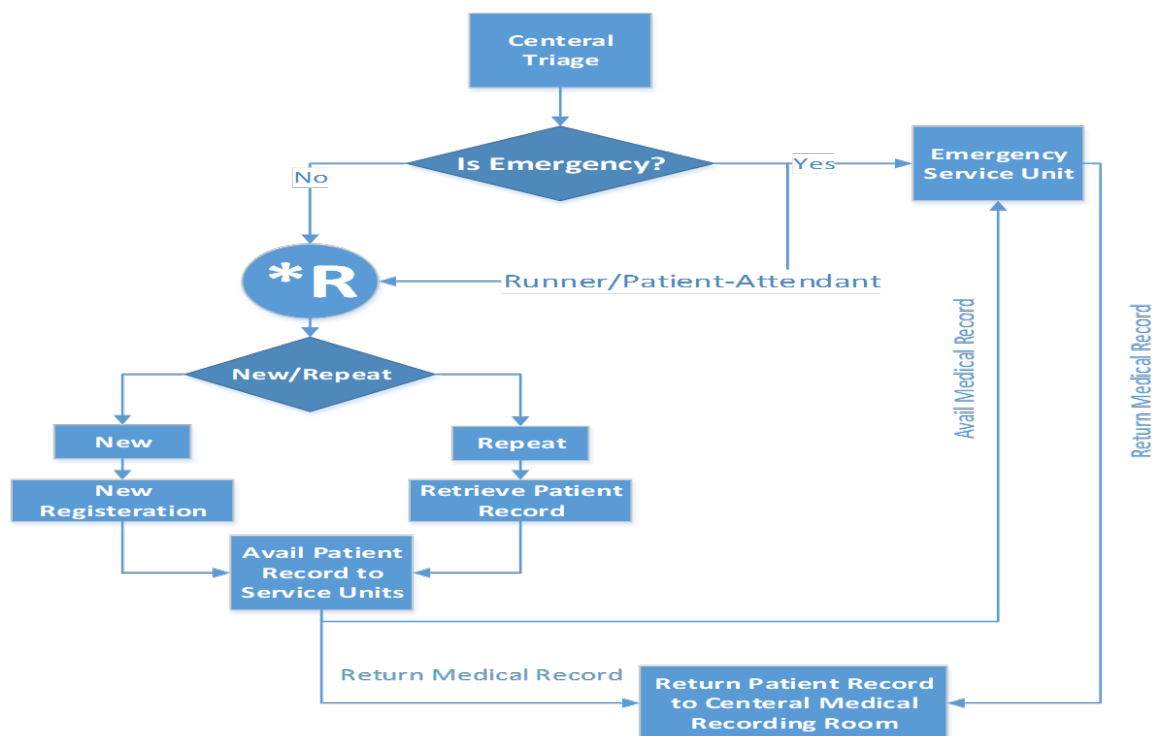 Centeral
Triage
Is Emergency?
Yes
Emergency
Service Unit
No
*R
Runner/Patient-Attendant
New/Repeat
New
Repeat
New
Registeration
Retrieve Patient
Record
Avail Patient
Record to
Service Units
Avail Medical Record
Return Medical Record
Return Medical Record
Return Patient Record
to Centeral Medical
Recording Room